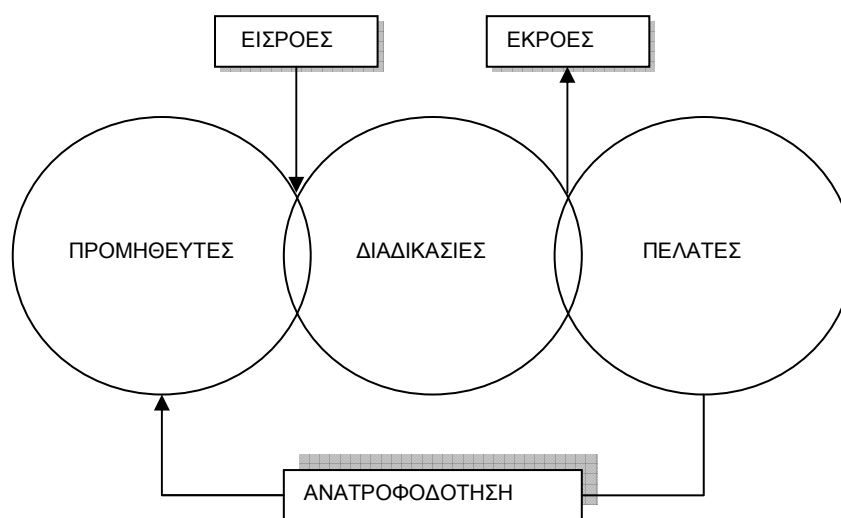 ΕΙΣΡΟΕΣ
ΕΚΡΟΕΣ
ΠΡΟΜΗΘΕΥΤΕΣ
ΔΙΑΔΙΚΑΣΙΕΣ
ΠΕΛΑΤΕΣ
ΑΝΑΤΡΟΦΟΔΟΤΗΣΗ